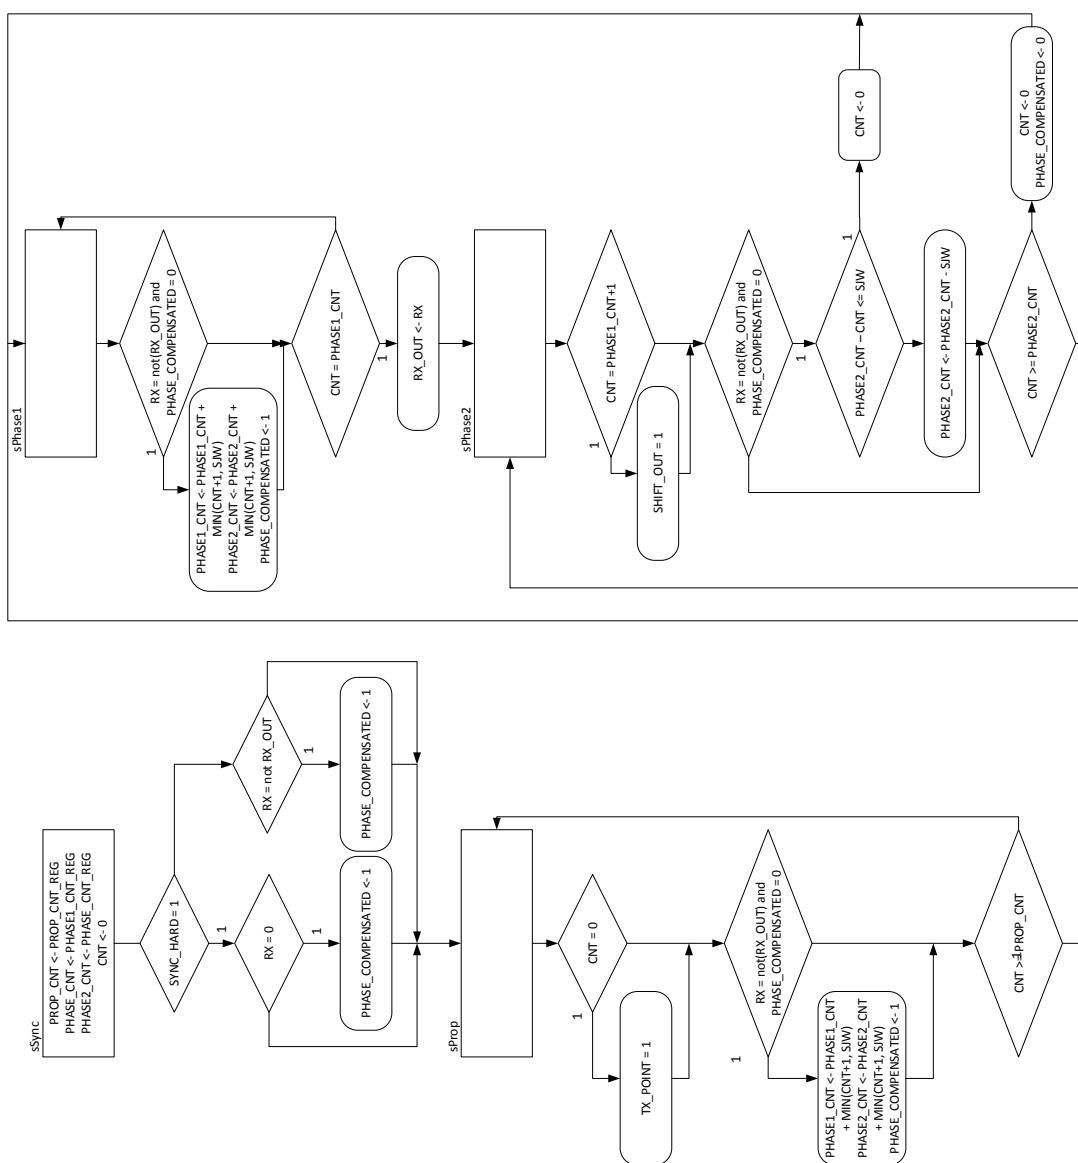 sPhase1
RX = not(RX_OUT) and
PHASE_COMPENSATED = 0
1
PHASE1_CNT <- PHASE1_CNT +
MIN(CNT+1, SJW)
PHASE2_CNT <- PHASE2_CNT +
MIN(CNT+1, SJW)
PHASE_COMPENSATED <- 1
CNT = PHASE1_CNT
1
RX_OUT <- RX
sPhase2
CNT = PHASE1_CNT+1
1
SHIFT_OUT = 1
RX = not(RX_OUT) and
PHASE_COMPENSATED = 0
1
PHASE2_CNT – CNT <= SJW
1
CNT <- 0
PHASE2_CNT <- PHASE2_CNT - SJW
CNT >= PHASE2_CNT
CNT <- 0
PHASE_COMPENSATED <- 0
sSync
PROP_CNT <- PROP_CNT_REG
PHASE_CNT <- PHASE1_CNT_REG
PHASE2_CNT <- PHASE_CNT_REG
CNT <- 0
SYNC_HARD = 1
1
RX = 0
1
PHASE_COMPENSATED <- 1
RX = not RX_OUT
1
PHASE_COMPENSATED <- 1
sProp
CNT = 0
1
TX_POINT = 1
RX = not(RX_OUT) and
PHASE_COMPENSATED = 0
1
PHASE1_CNT <- PHASE1_CNT
+ MIN(CNT+1, SJW)
PHASE2_CNT <- PHASE2_CNT
+ MIN(CNT+1, SJW)
PHASE_COMPENSATED <- 1
CNT >= PROP_CNT
1